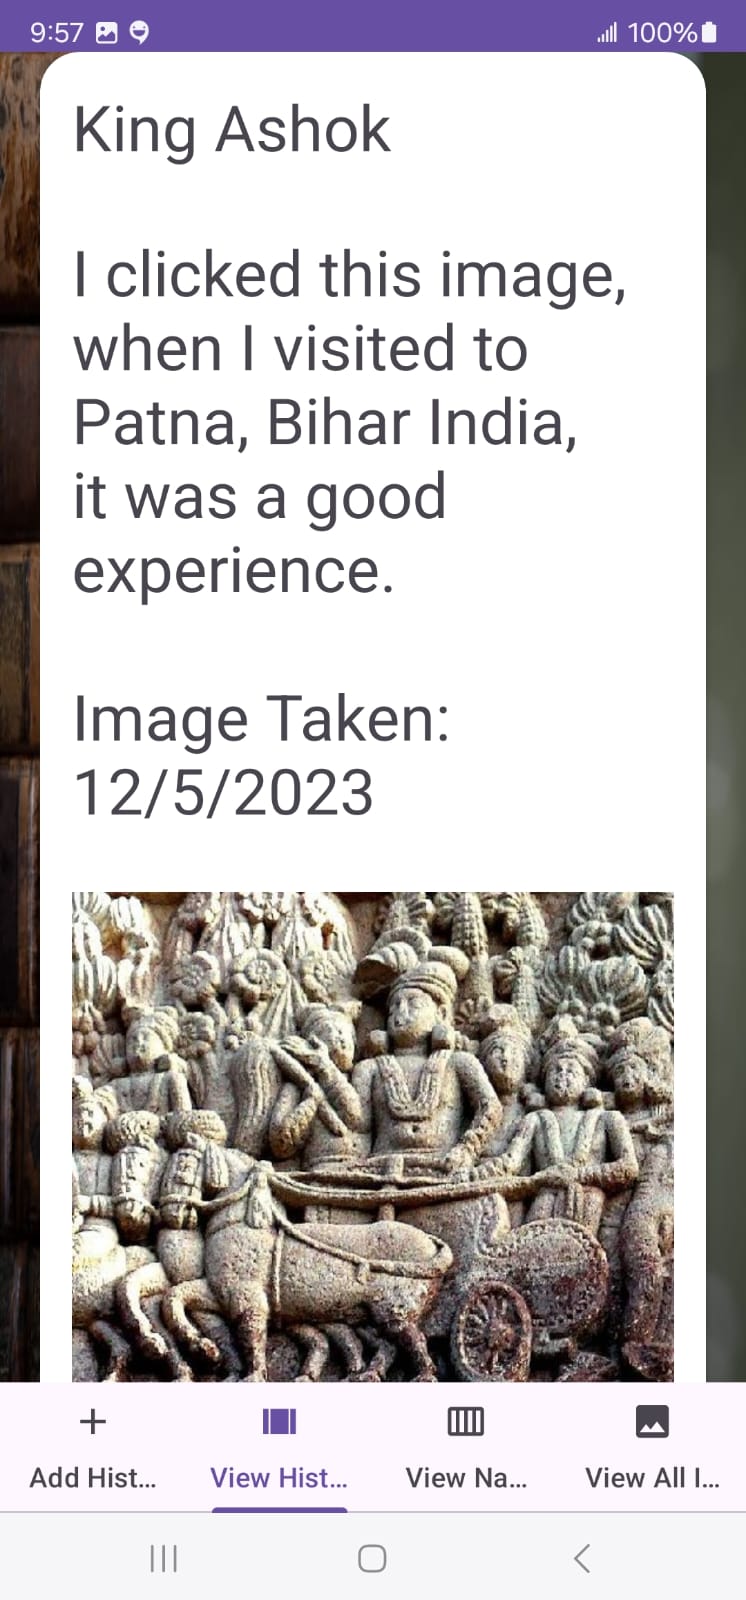 9:57 100%
King Ashok
I clicked this image,
when I visited to
Patna, Bihar India,
it was a good
experience.
Image Taken:
12/5/2023
Add Hist... View Hist... View Na... View All I...